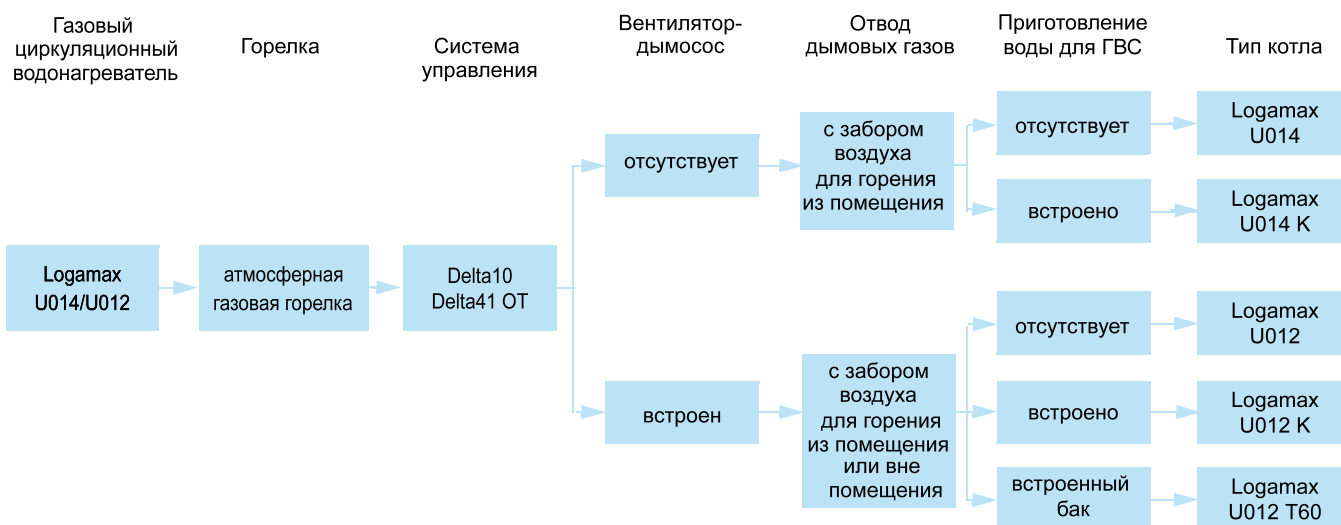 Газовый
циркуляционный
водонагреватель
Горелка
Система
управления
Вентилятор-
дымосос
Отвод
дымовых газов
Приготовление
воды для ГВС
Тип котла
Logamax
U014/U012
атмосферная
газовая горелка
Delta10
Delta41 OT
отсутствует
с забором
воздуха
для горения
из помещения
отсутствует
Logamax
U014
встроено
Logamax
U014 K
встроен
с забором
воздуха
для горения
из помещения
или вне
помещения
отсутствует
Logamax
U012
встроено
Logamax
U012 K
встроенный
бак
Logamax
U012 T60